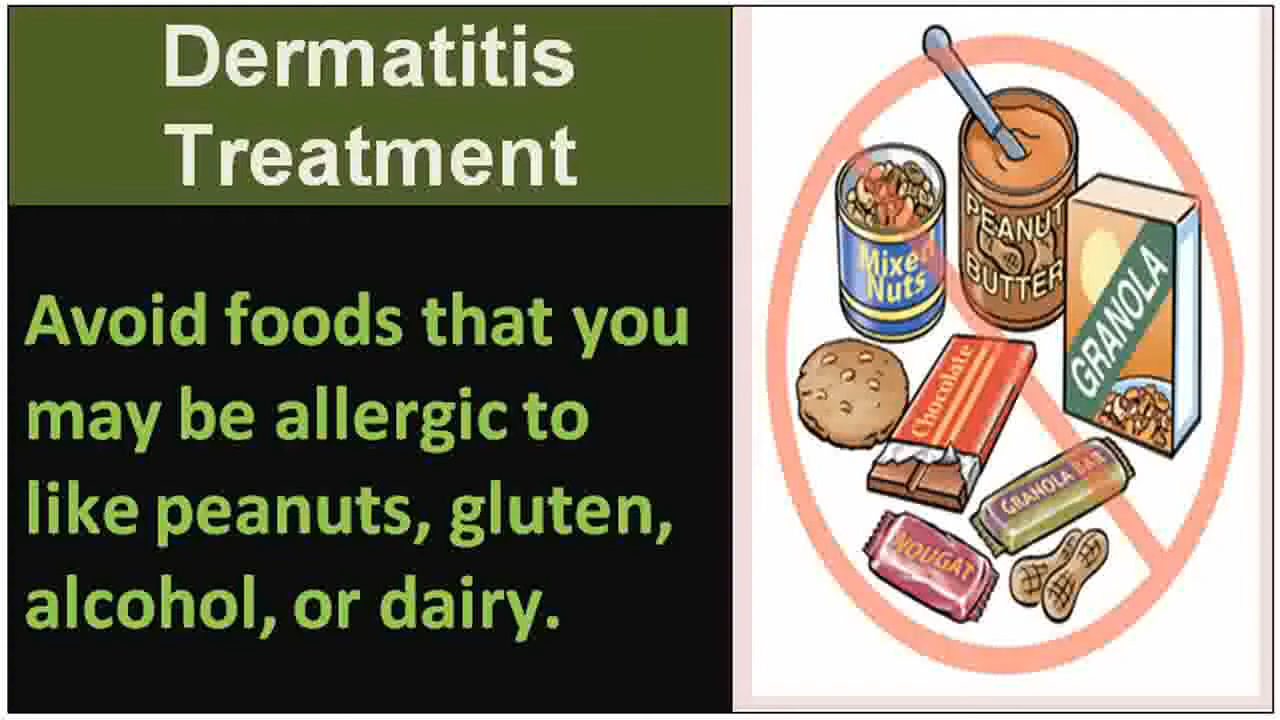 Dermatitis
Treatment
Avoid foods that you
may be allergic to
like peanuts, gluten,
alcohol, or dairy.
PEANUT
BUTTER
Mixed
Nuts
GRANOLA
Chocolate
GRANOLA BAR
NOUGAT